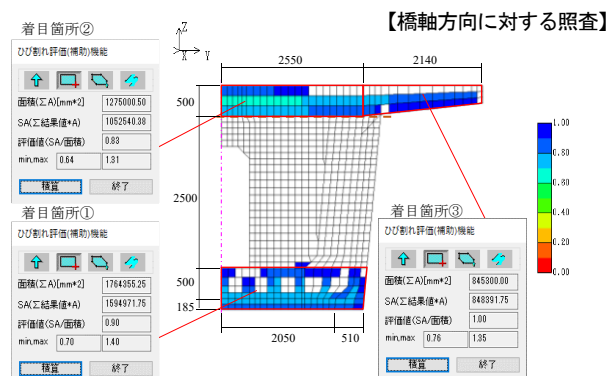 【橋軸方向に対する照査】
着目箇所②
ひび割れ評価(補助)機能
面積(ΣA)[mm*2] 1275000.50
SA(Σ結果値*A) 1052540.38
評価値(SA/面積) 0.83
min,max 0.64 1.31
積算 終了
Z
X Y
2550 2140
500
2500
500
185
2050 510
着目箇所①
ひび割れ評価(補助)機能
面積(ΣA)[mm*2] 1764355.25
SA(Σ結果値*A) 1594971.75
評価値(SA/面積) 0.90
min,max 0.70 1.40
積算 終了
着目箇所③
ひび割れ評価(補助)機能
面積(ΣA)[mm*2] 845300.00
SA(Σ結果値*A) 848391.75
評価値(SA/面積) 1.00
min,max 0.76 1.35
積算 終了
1.00
0.80
0.60
0.40
0.20
0.00